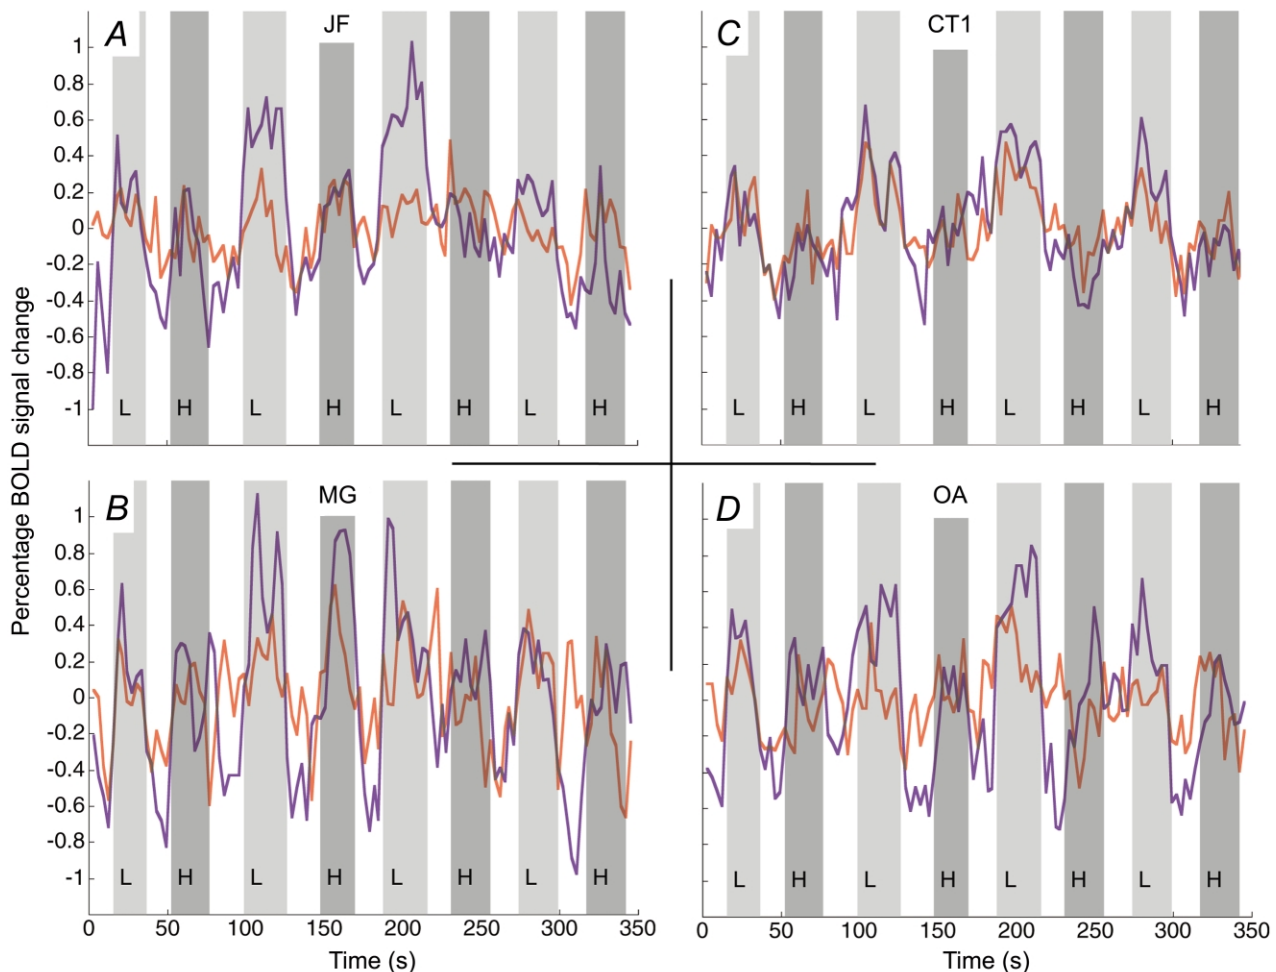 A
JF
C
CT1
1
0.8
0.6
0.4
0.2
0
-0.2
-0.4
-0.6
-0.8
-1
L H L H L H L H
L H L H L H L H
Percentage BOLD signal change
B
MG
D
OA
1
0.8
0.6
0.4
0.2
0
-0.2
-0.4
-0.6
-0.8
-1
L H L H L H L H
L H L H L H L H
0 50 100 150 200 250 300 350
0 50 100 150 200 250 300 350
Time (s)
Time (s)